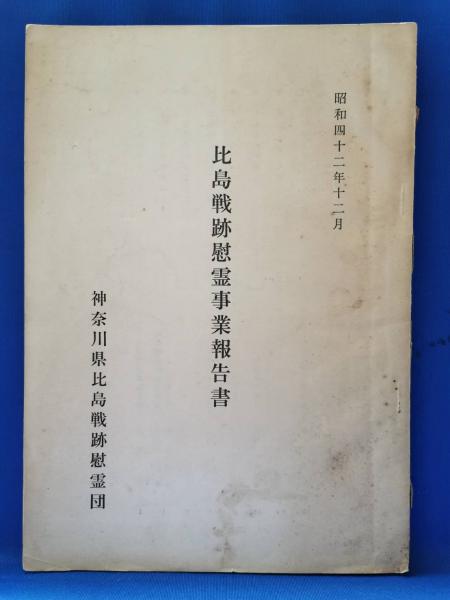 昭和四十二年十二月
比島戦跡慰霊事業報告書
神奈川県比島戦跡慰霊団